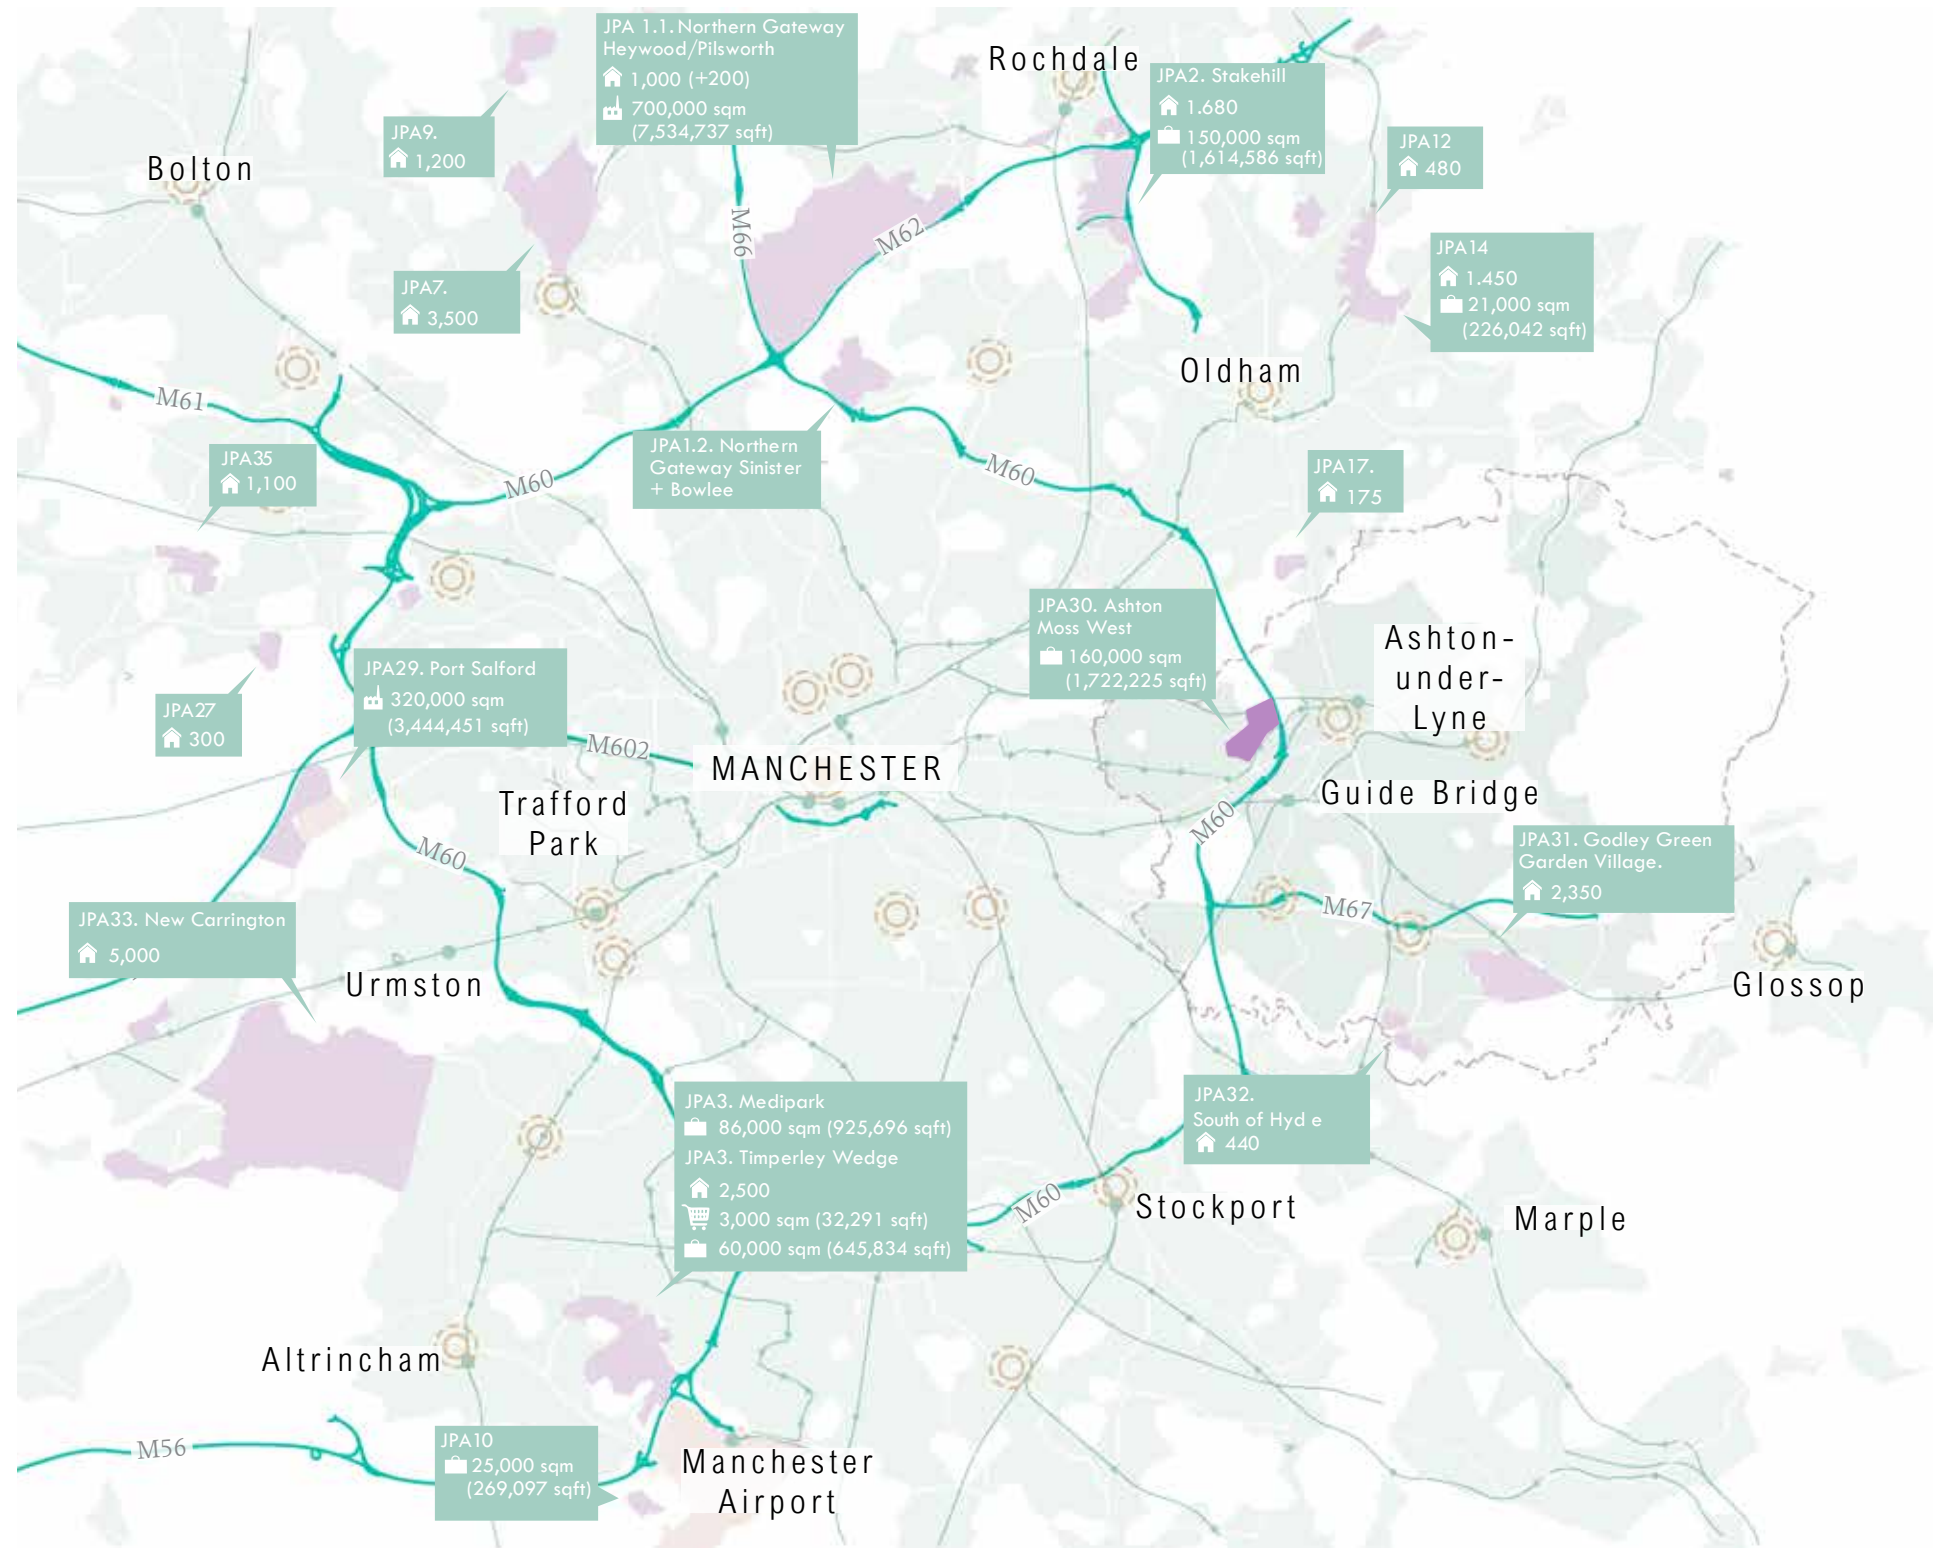 JPA 1.1. Northern Gateway
Heywood/Pilsworth
1,000 (+200)
700,000 sqm
(7,534,737 sqft)
Rochdale
JPA2. Stakehill
1.680
150,000 sqm
(1,614,586 sqft)
JPA9.
1,200
JPA12
480
Bolton
M66
M62
JPA14
1.450
21,000 sqm
(226,042 sqft)
JPA7.
3,500
Oldham
M61
JPA35
1,100
JPA1.2. Northern
Gateway Sinister
+ Bowlee
M60
M60
JPA17.
175
JPA30. Ashton
Moss West
160,000 sqm
(1,722,225 sqft)
Ashton-
under-
Lyne
JPA29. Port Salford
320,000 sqm
(3,444,451 sqft)
JPA27
300
M602
MANCHESTER
Trafford
Park
Guide Bridge
M60
M60
JPA31. Godley Green
Garden Village.
2,350
M67
JPA33. New Carrington
5,000
Urmston
Glossop
JPA32.
South of Hyd e
440
JPA3. Medipark
86,000 sqm (925,696 sqft)
JPA3. Timperley Wedge
2,500
3,000 sqm (32,291 sqft)
60,000 sqm (645,834 sqft)
M60
Stockport
Marple
Altrincham
M56
JPA10
25,000 sqm
(269,097 sqft)
Manchester
Airport